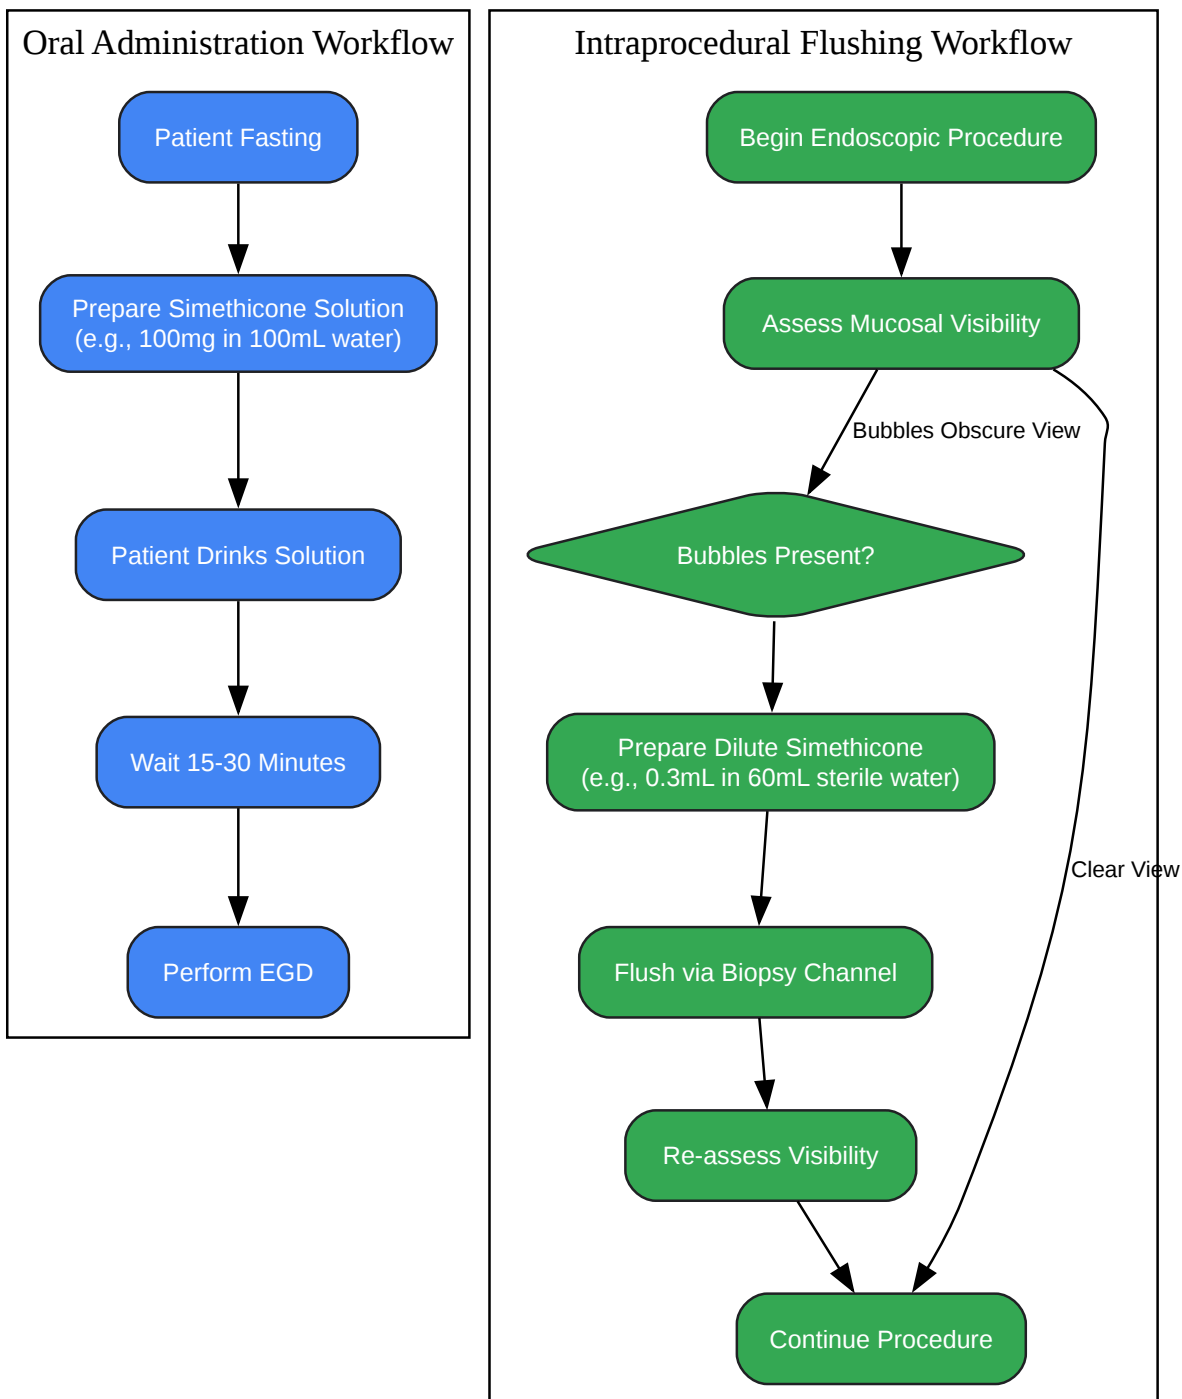 Oral Administration Workflow
Patient Fasting
Prepare Simethicone Solution
(e.g., 100mg in 100mL water)
Patient Drinks Solution
Wait 15-30 Minutes
Perform EGD
Intraprocedural Flushing Workflow
Begin Endoscopic Procedure
Assess Mucosal Visibility
Bubbles Obscure View
Bubbles Present?
Prepare Dilute Simethicone
(e.g., 0.3mL in 60mL sterile water)
Clear View
Flush via Biopsy Channel
Re-assess Visibility
Continue Procedure